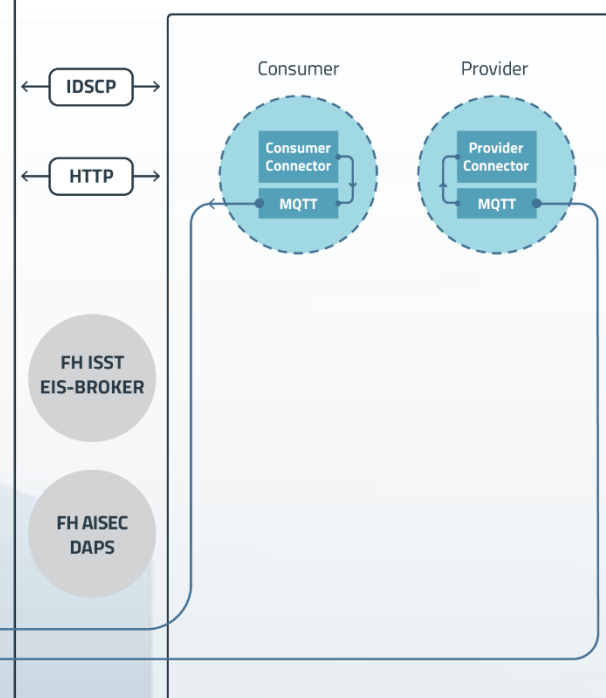 IDSCP
HTTP
FH ISST
EIS-BROKER
FH AISEC
DAPS
Consumer
Consumer
Connector
MQTT
Provider
Provider
Connector
MQTT